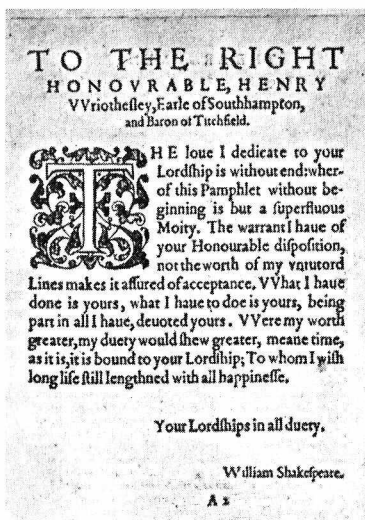 TO THE RIGHT
HONOVRABLE, HENRY
VVriotheſley, Earle of Southhampton,
and Baron of Titchfield.
THE loue I dedicate to your
Lordſhip is without end:wher-
of this Pamphlet without be-
ginning is but a ſuperfluous
Moity. The warrant I haue of
your Honourable diſpoſition,
not the worth of my vntutord
Lines makes it aſſured of acceptance. VVhat I haue
done is yours, what I haue to doe is yours, being
part in all I haue, deuoted yours. VVere my worth
greater, my duety would ſhew greater, meane time,
as it is, it is bound to your Lordſhip; To whom I wiſh
long life ſtill lengthned with all happineſſe.
Your Lordſhips in all duety.
William Shakeſpeare.
A 2